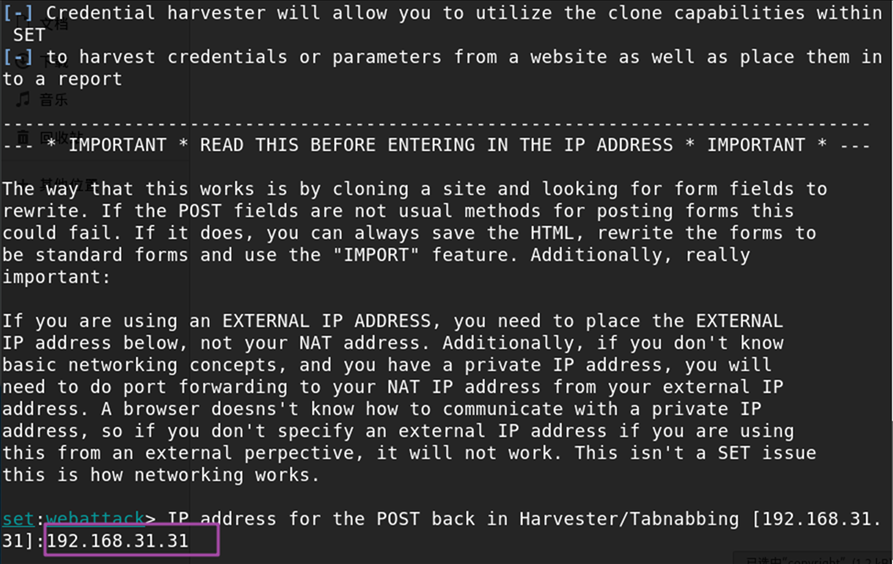 [-] Credential harvester will allow you to utilize the clone capabilities within
SET
[-] to harvest credentials or parameters from a website as well as place them in
to a report
音乐
回收站
-------------------------------------------------------------------------------
--- * IMPORTANT * READ THIS BEFORE ENTERING IN THE IP ADDRESS * IMPORTANT * ---
其他位置
The way that this works is by cloning a site and looking for form fields to
rewrite. If the POST fields are not usual methods for posting forms this
could fail. If it does, you can always save the HTML, rewrite the forms to
be standard forms and use the "IMPORT" feature. Additionally, really
important:
If you are using an EXTERNAL IP ADDRESS, you need to place the EXTERNAL
IP address below, not your NAT address. Additionally, if you don't know
basic networking concepts, and you have a private IP address, you will
need to do port forwarding to your NAT IP address from your external IP
address. A browser doesns't know how to communicate with a private IP
address, so if you don't specify an external IP address if you are using
this from an external perpective, it will not work. This isn't a SET issue
this is how networking works.
set:webattack> IP address for the POST back in Harvester/Tabnabbing [192.168.31.
31]:192.168.31.31